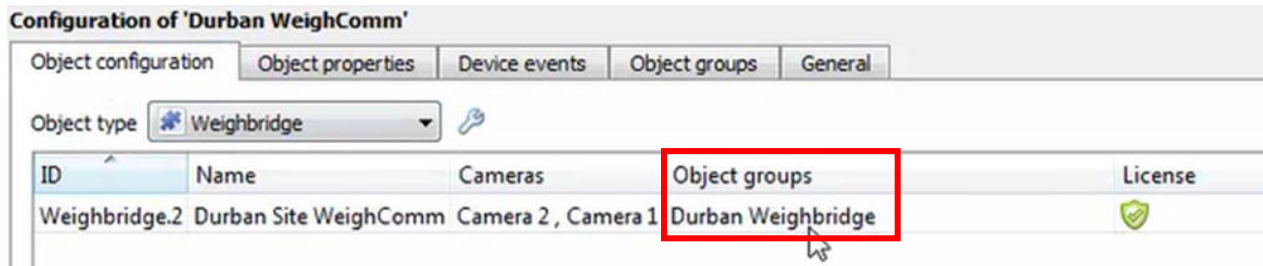 Configuration of 'Durban WeighComm'
Object configuration Object properties Device events Object groups General
Object type Weighbridge
ID Name Cameras Object groups License
Weighbridge.2 Durban Site WeighComm Camera 2 , Camera 1 Durban Weighbridge